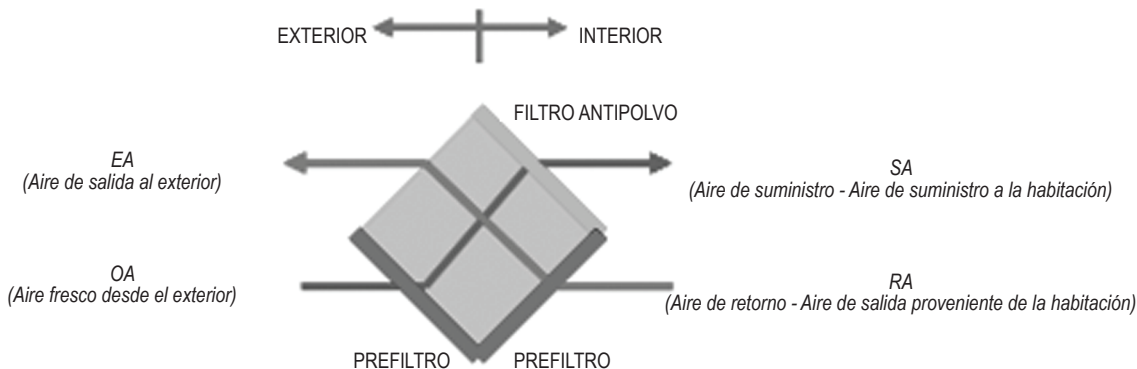 EXTERIOR
INTERIOR
FILTRO ANTIPOLVO
EA
(Aire de salida al exterior)
SA
(Aire de suministro - Aire de suministro a la habitación)
OA
(Aire fresco desde el exterior)
RA
(Aire de retorno - Aire de salida proveniente de la habitación)
PREFILTRO
PREFILTRO